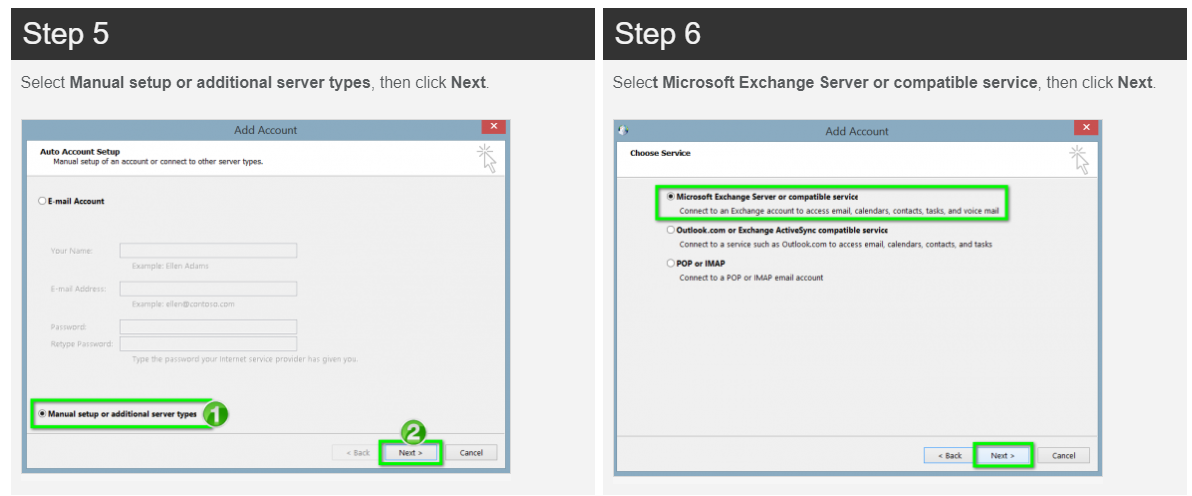 Step 5
Select Manual setup or additional server types, then click Next.
Add Account
Auto Account Setup
Manual setup of an account or connect to other server types.
E-mail Account
Your Name:
Example: Ellen Adams
E-mail Address:
Example: ellen@contoso.com
Password:
Retype Password:
Type the password your Internet service provider has given you.
Manual setup or additional server types
1
2
< Back Next > Cancel
Step 6
Select Microsoft Exchange Server or compatible service, then click Next.
Add Account
Choose Service
Microsoft Exchange Server or compatible service
Connect to an Exchange account to access email, calendars, contacts, tasks, and voice mail
Outlook.com or Exchange ActiveSync compatible service
Connect to a service such as Outlook.com to access email, calendars, contacts, and tasks
POP or IMAP
Connect to a POP or IMAP email account
< Back Next > Cancel